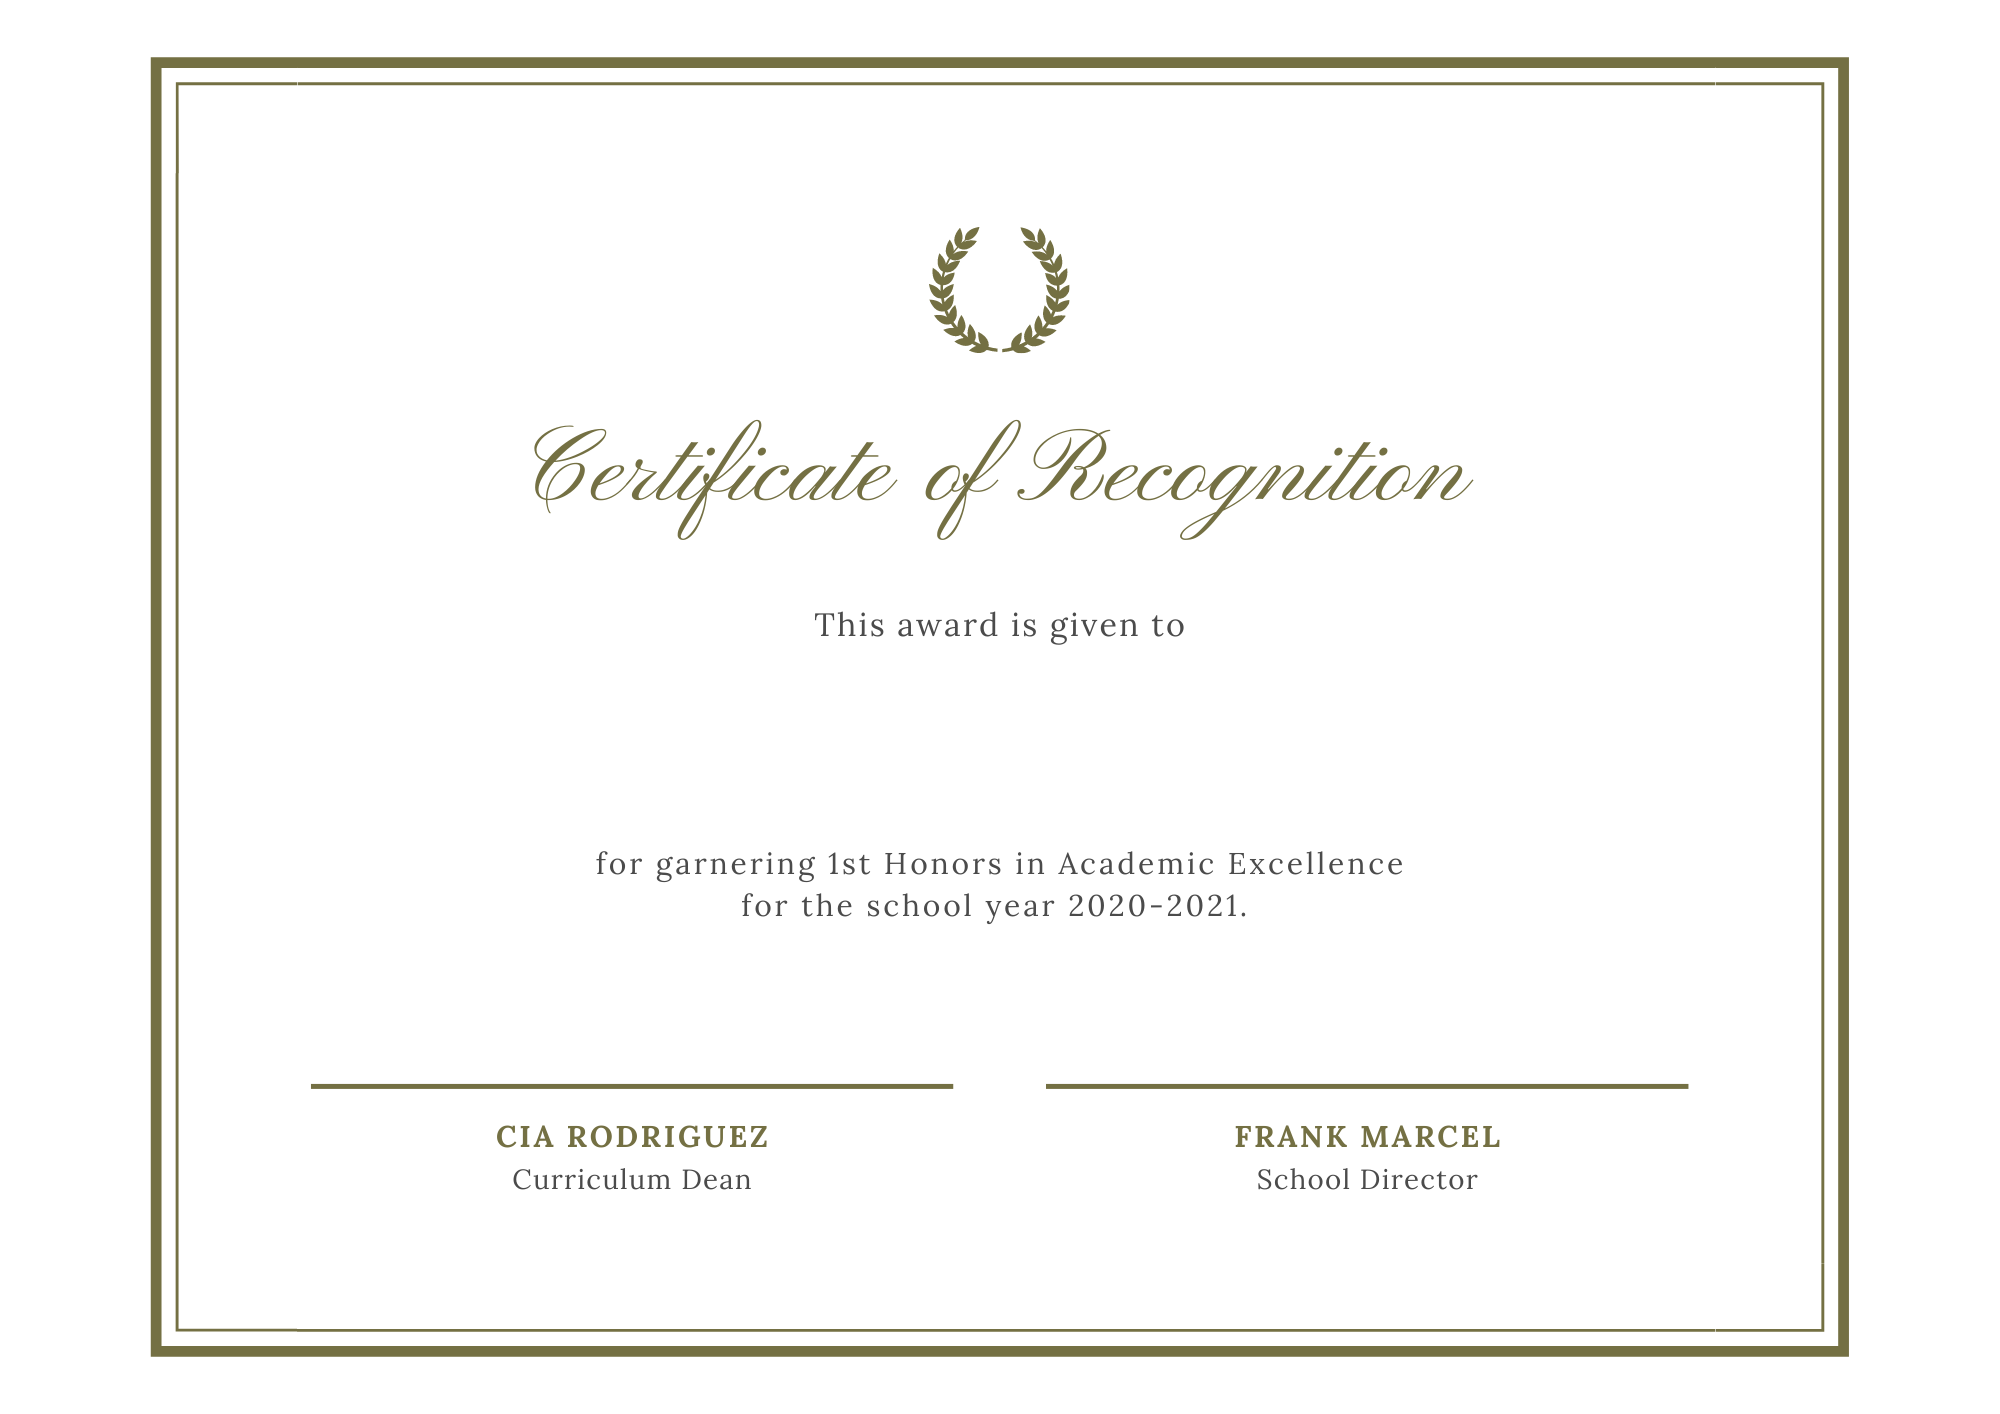 Certificate of Recognition
This award is given to
for garnering 1st Honors in Academic Excellence
for the school year 2020-2021.
CIA RODRIGUEZ
Curriculum Dean
FRANK MARCEL
School Director